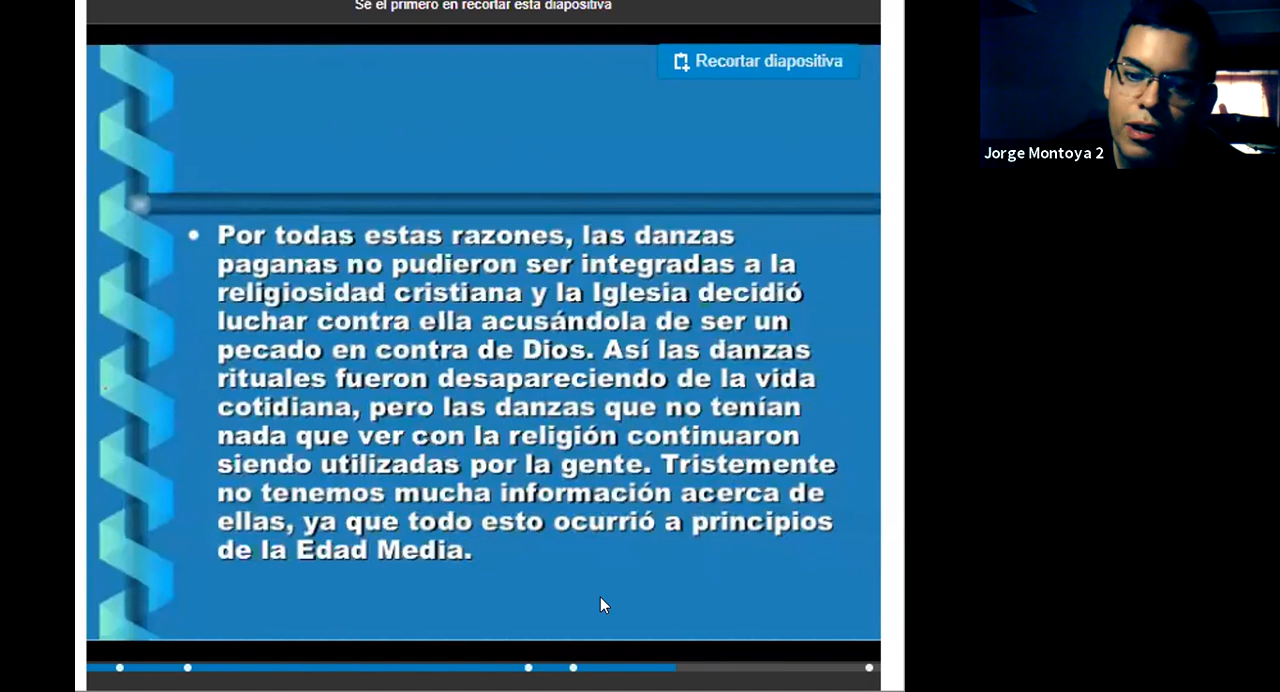 Sé el primero en recortar esta diapositiva
Recortar diapositiva
Jorge Montoya 2
• Por todas estas razones, las danzas
paganas no pudieron ser integradas a la
religiosidad cristiana y la Iglesia decidió
luchar contra ella acusándola de ser un
pecado en contra de Dios. Así las danzas
rituales fueron desapareciendo de la vida
cotidiana, pero las danzas que no tenían
nada que ver con la religión continuaron
siendo utilizadas por la gente. Tristemente
no tenemos mucha información acerca de
ellas, ya que todo esto ocurrió a principios
de la Edad Media.